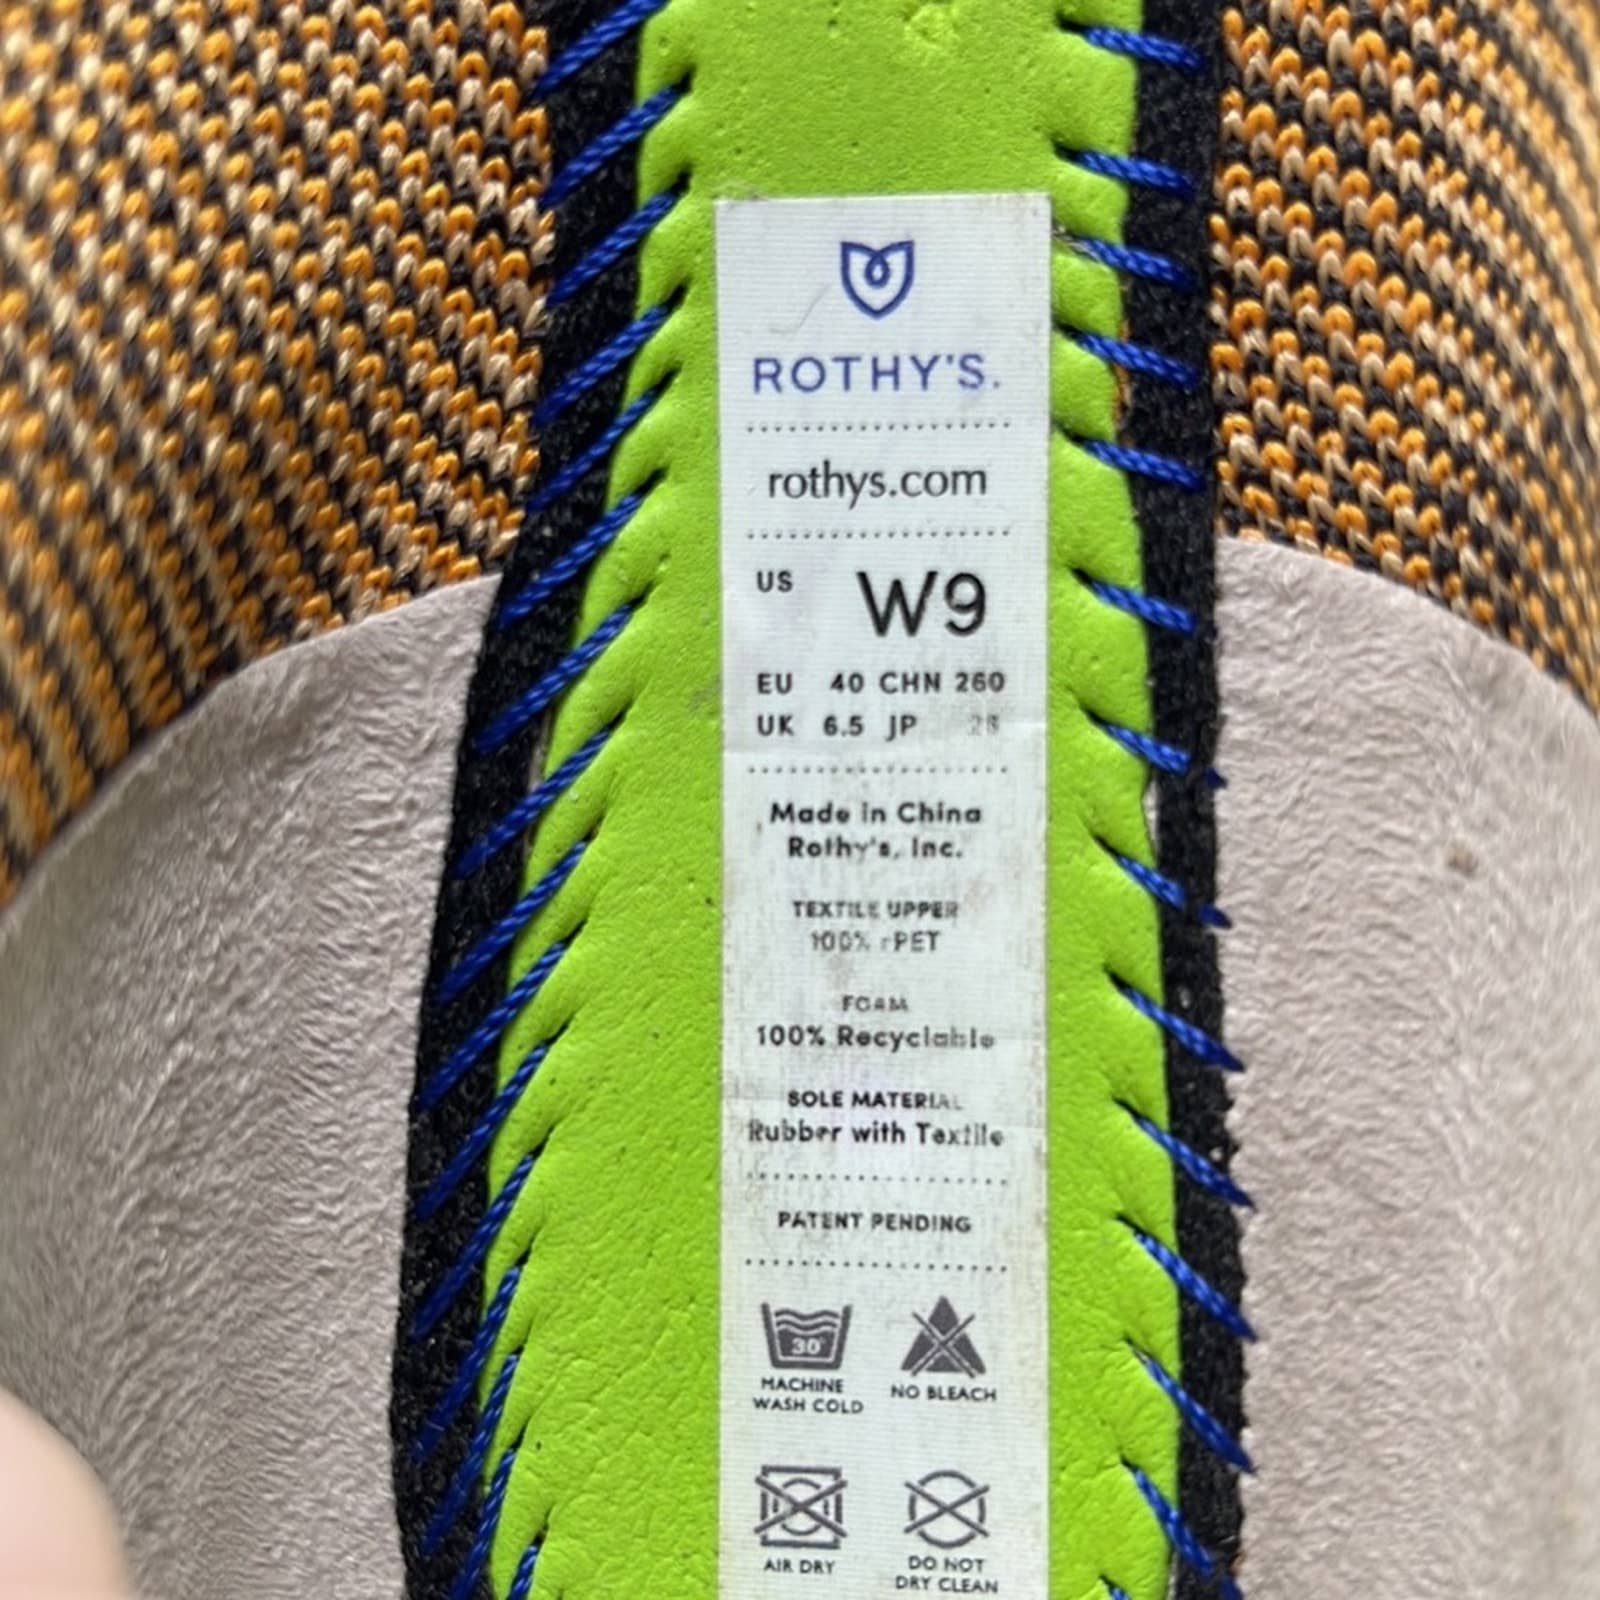 ROTHY'S.
rothys.com
US W9
EU 40 CHN 260
UK 6.5 JP
Made in China
Rothy's, Inc.
TEXTILE UPPER
100% rPET
FOAM
100% Recyclable
SOLE MATERIAL
Rubber with Textile
PATENT PENDING
30°
MACHINE WASH COLD
NO BLEACH
AIR DRY
DO NOT DRY CLEAN